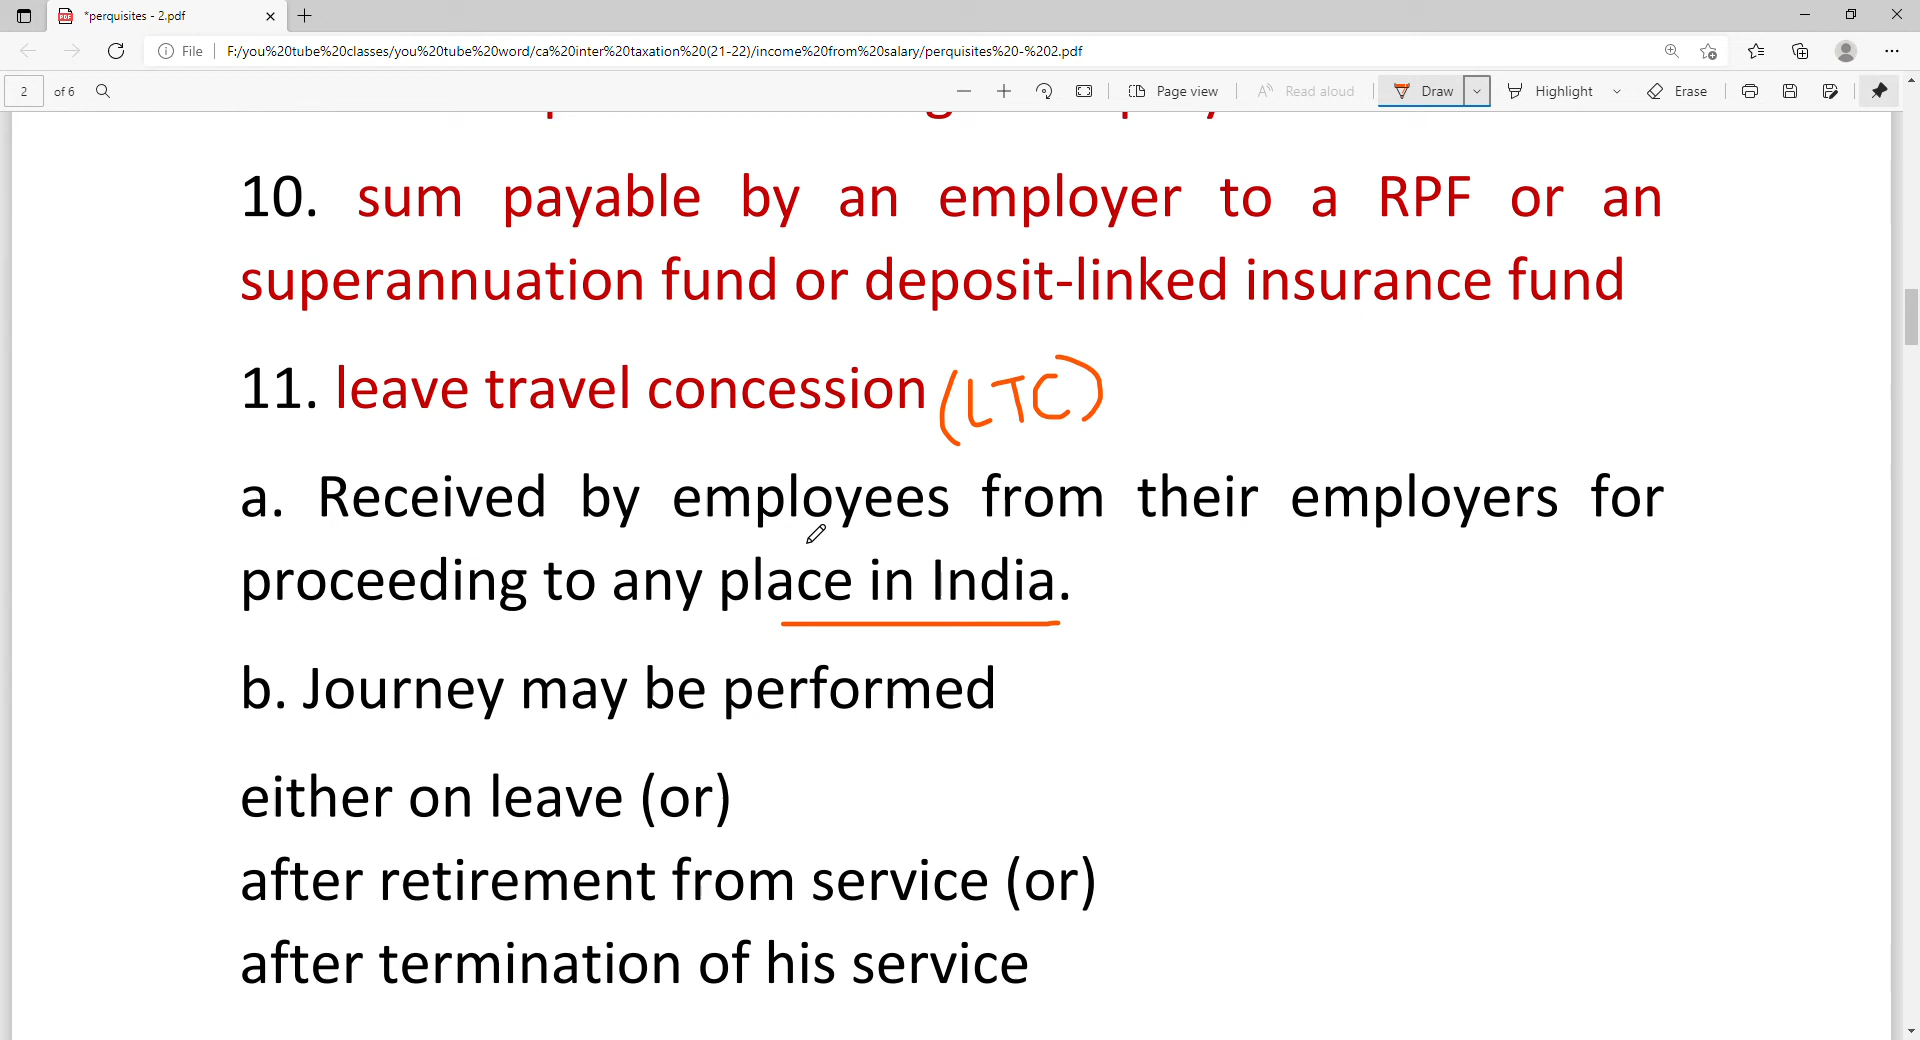 *perquisites - 2.pdf
File F:/you%20tube%20classes/you%20tube%20word/ca%20inter%20taxation%20(21-22)/income%20from%20salary/perquisites%20-%202.pdf
2 of 6 Page view Read aloud Draw Highlight Erase
10. sum payable by an employer to a RPF or an
superannuation fund or deposit-linked insurance fund
11. leave travel concession (LTC)
a. Received by employees from their employers for
proceeding to any place in India.
b. Journey may be performed
either on leave (or)
after retirement from service (or)
after termination of his service